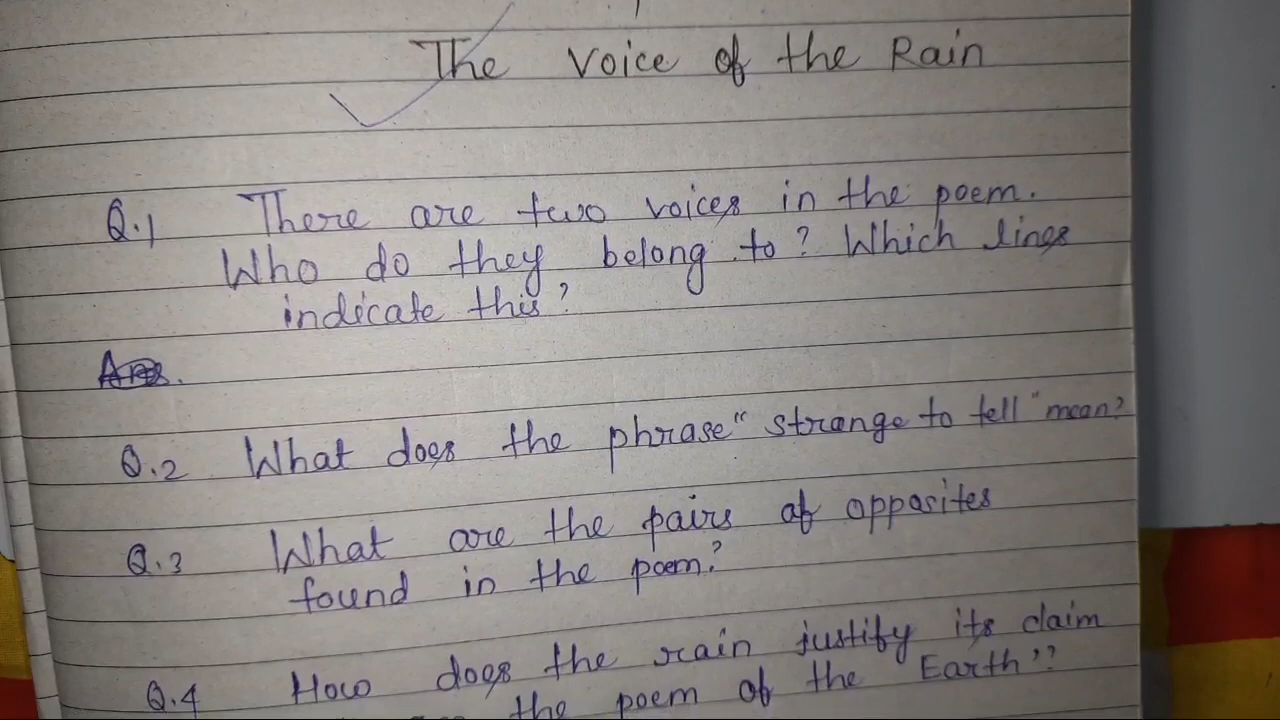 The Voice of the Rain
Q.1 There are two voices in the poem.
Who do they belong to? Which lines
indicate this?
Ans.
Q.2 What does the phrase "strange to tell" mean?
Q.3 What are the pairs of opposites
found in the poem?
Q.4 How does the rain justify its claim
the poem of the Earth"?